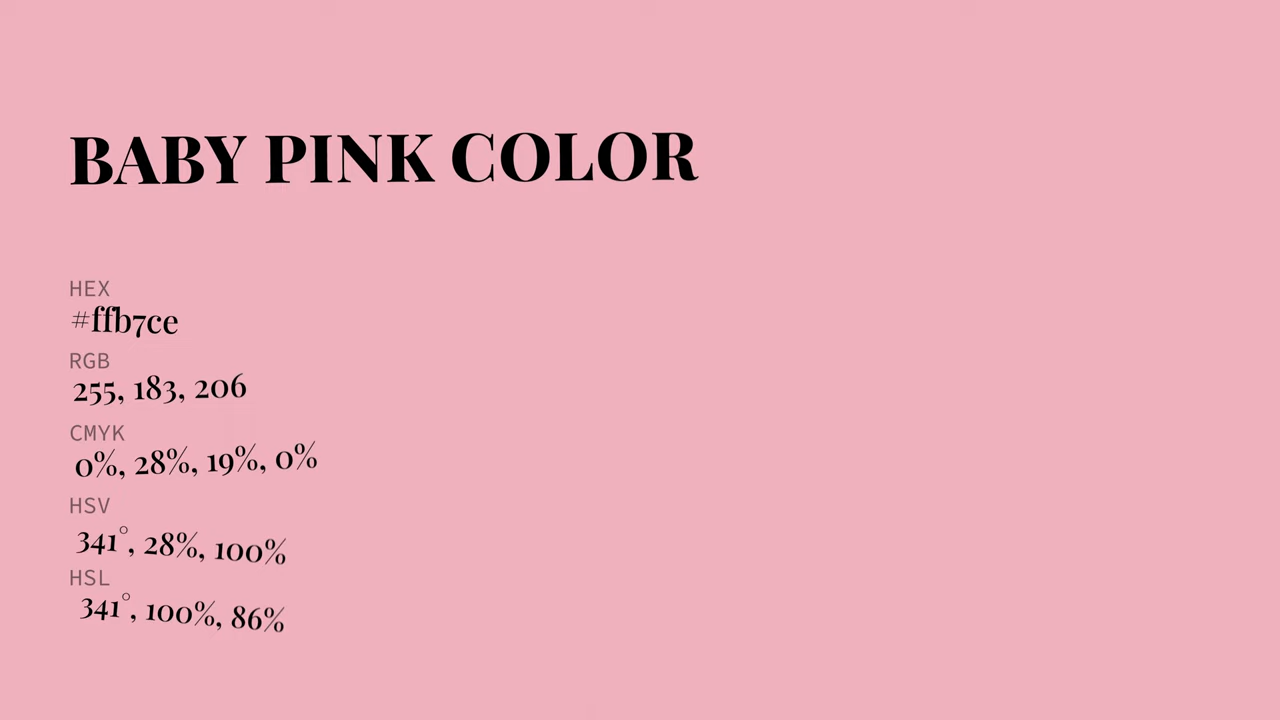 BABY PINK COLOR
HEX
#ffb7ce
RGB
255, 183, 206
CMYK
0%, 28%, 19%, 0%
HSV
341°, 28%, 100%
HSL
341°, 100%, 86%